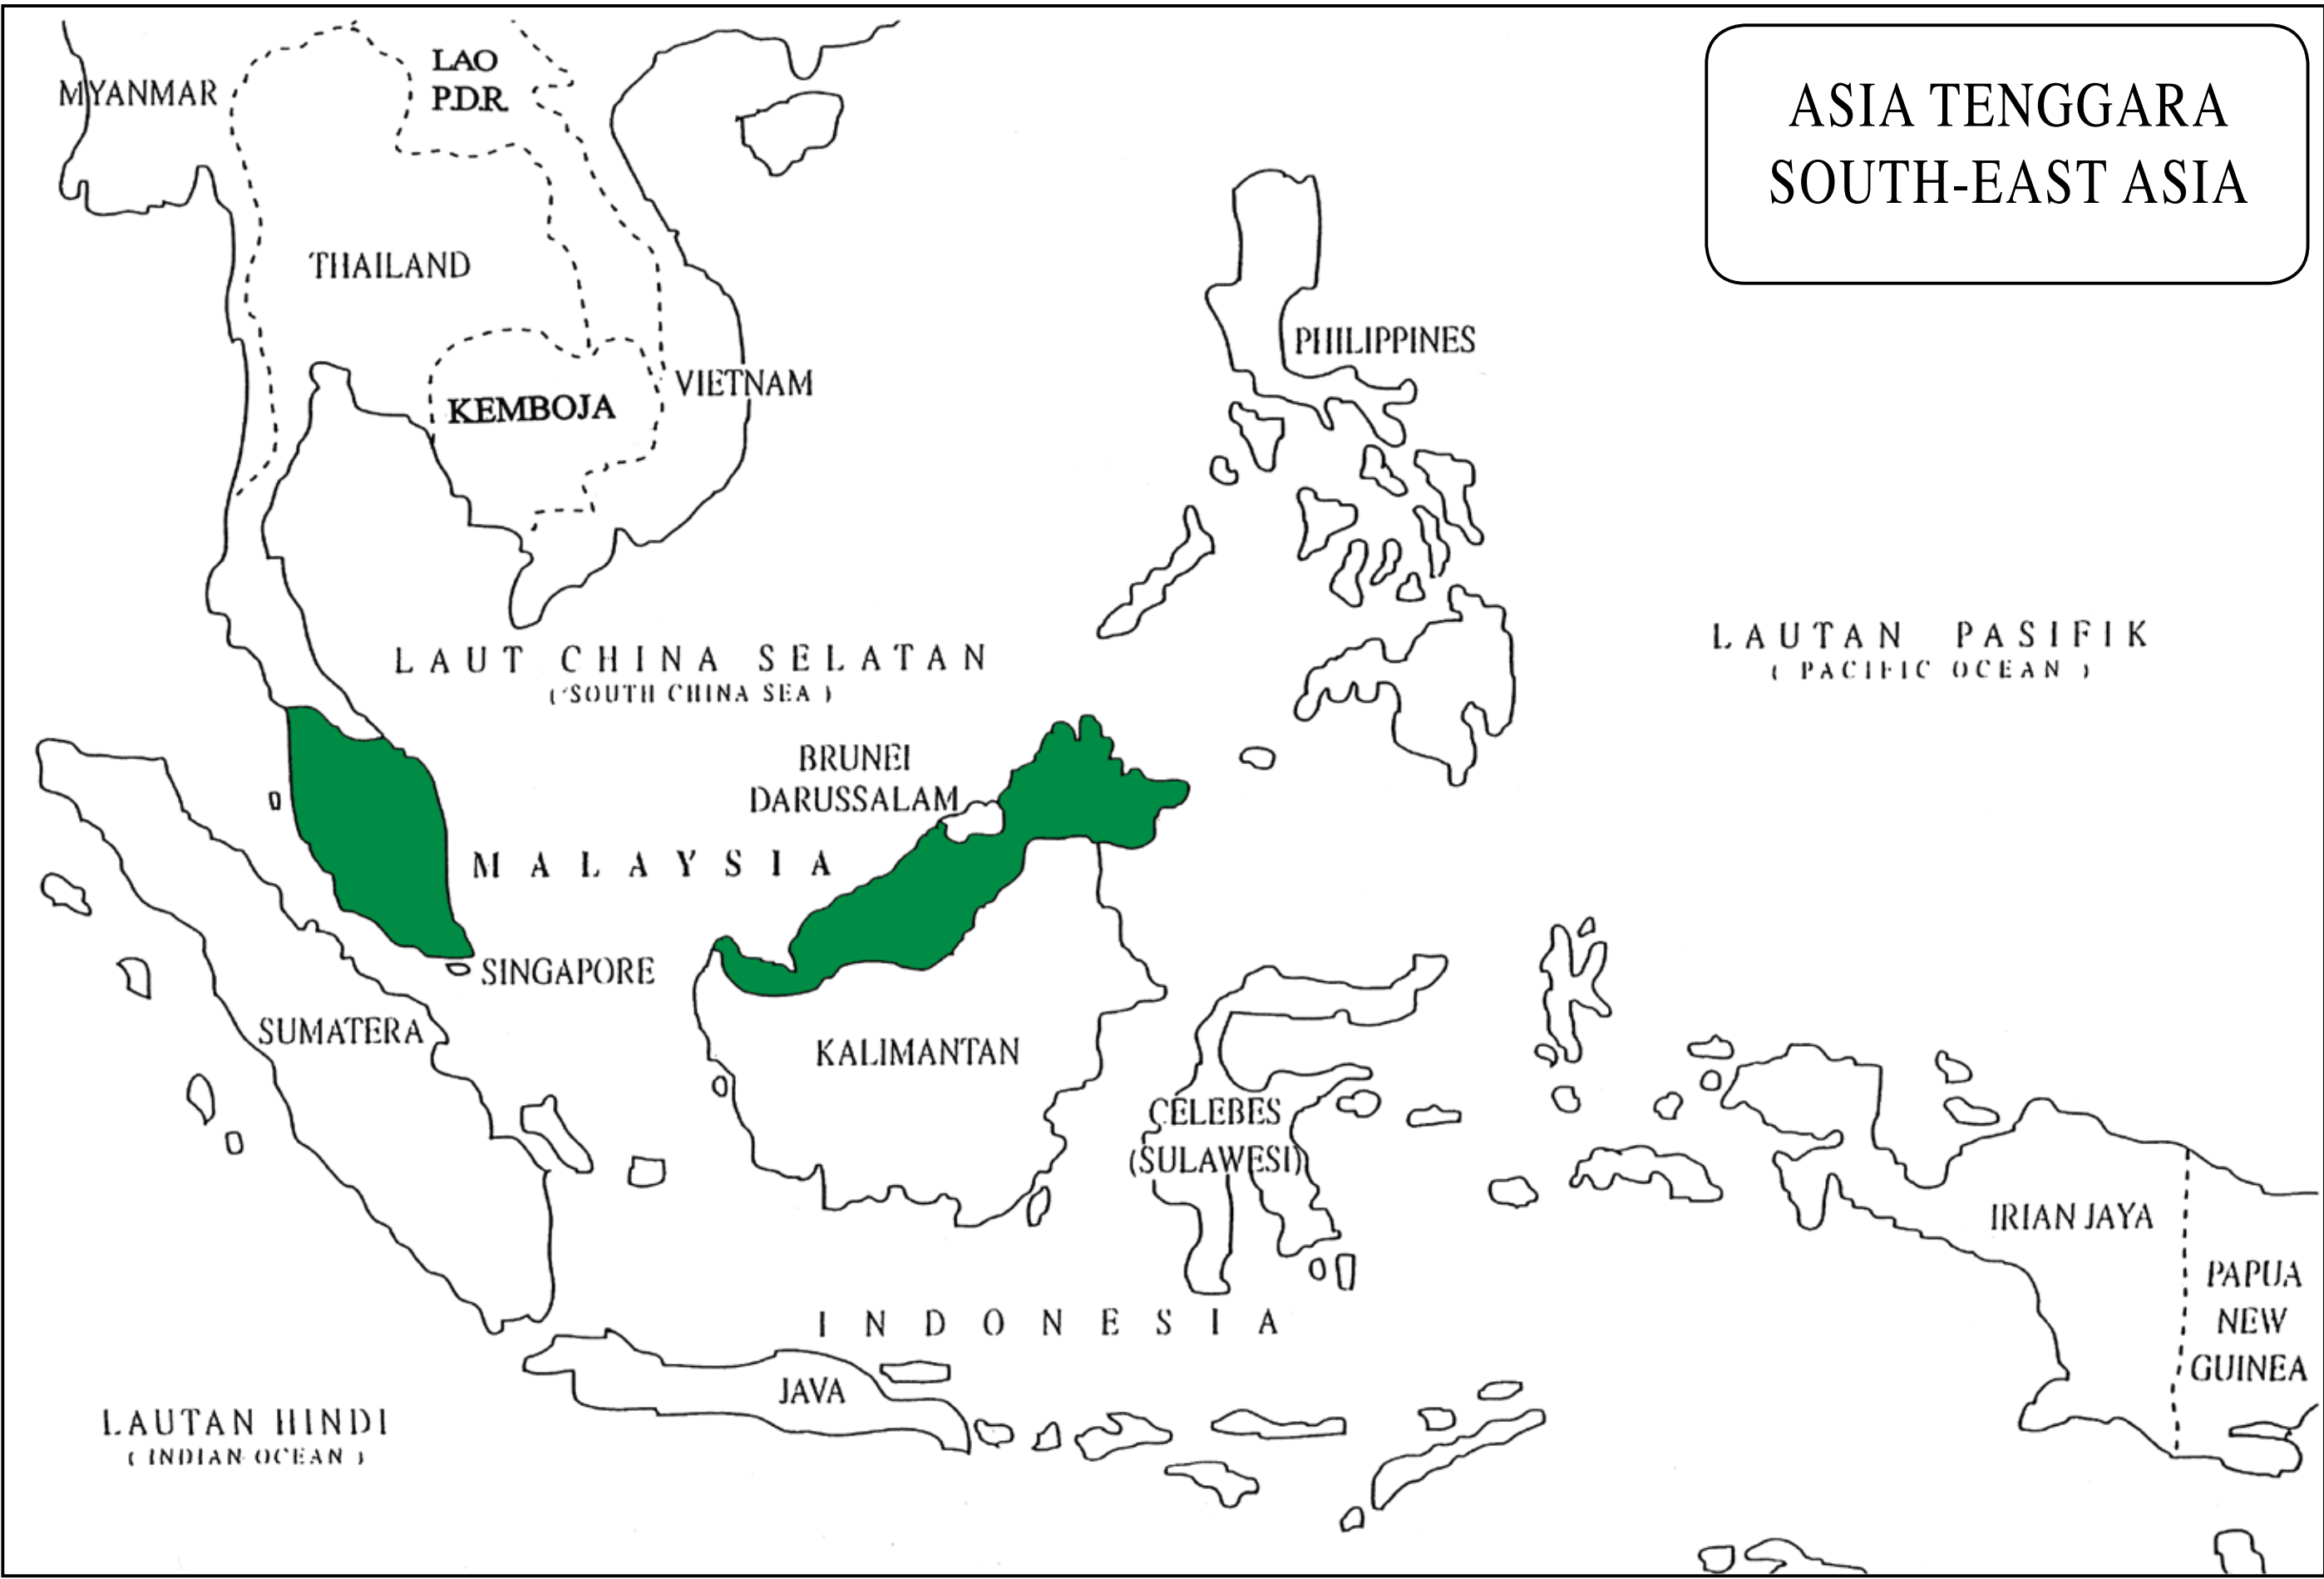 ASIA TENGGARA
SOUTH-EAST ASIA
LAO
P.D.R.
MYANMAR
THAILAND
PHILIPPINES
VIETNAM
KEMBOJA
LAUT CHINA SELATAN
( SOUTH CHINA SEA )
LAUTAN PASIFIK
( PACIFIC OCEAN )
BRUNEI
DARUSSALAM
MALAYSIA
SINGAPORE
SUMATERA
KALIMANTAN
CELEBES
(SULAWESI)
IRIAN JAYA
PAPUA
NEW
GUINEA
INDONESIA
JAVA
LAUTAN HINDI
( INDIAN OCEAN )